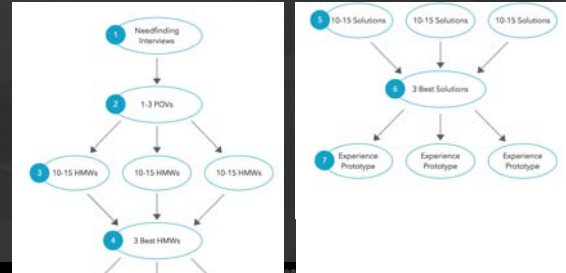 1 Needfinding
Interviews
2 1-3 POVs
3 10-15 HMWs 10-15 HMWs 10-15 HMWs
4 3 Best HMWs
5 10-15 Solutions 10-15 Solutions 10-15 Solutions
6 3 Best Solutions
7 Experience
Prototype
Experience
Prototype
Experience
Prototype